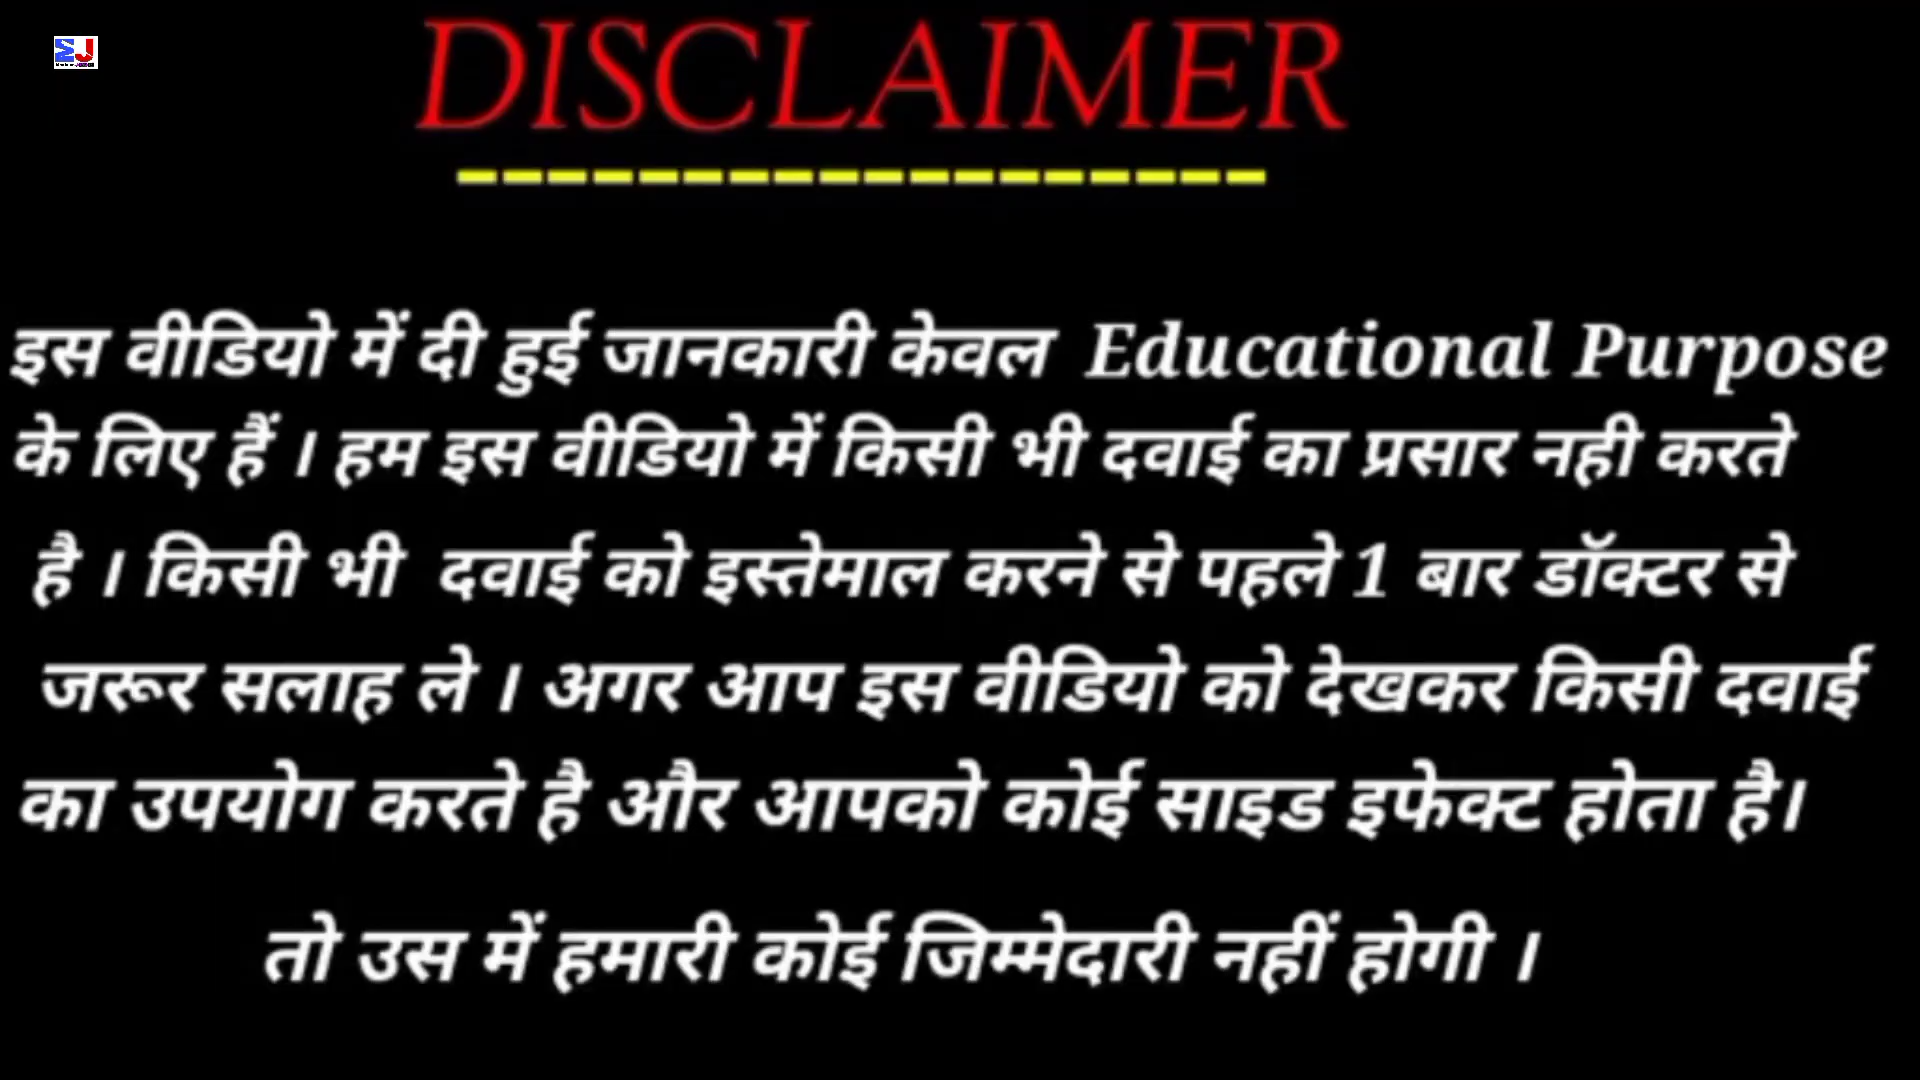 DISCLAIMER
इस वीडियो में दी हुई जानकारी केवल Educational Purpose
के लिए हैं । हम इस वीडियो में किसी भी दवाई का प्रसार नही करते
है । किसी भी दवाई को इस्तेमाल करने से पहले 1 बार डॉक्टर से
जरूर सलाह ले । अगर आप इस वीडियो को देखकर किसी दवाई
का उपयोग करते है और आपको कोई साइड इफेक्ट होता है।
तो उस में हमारी कोई जिम्मेदारी नहीं होगी ।